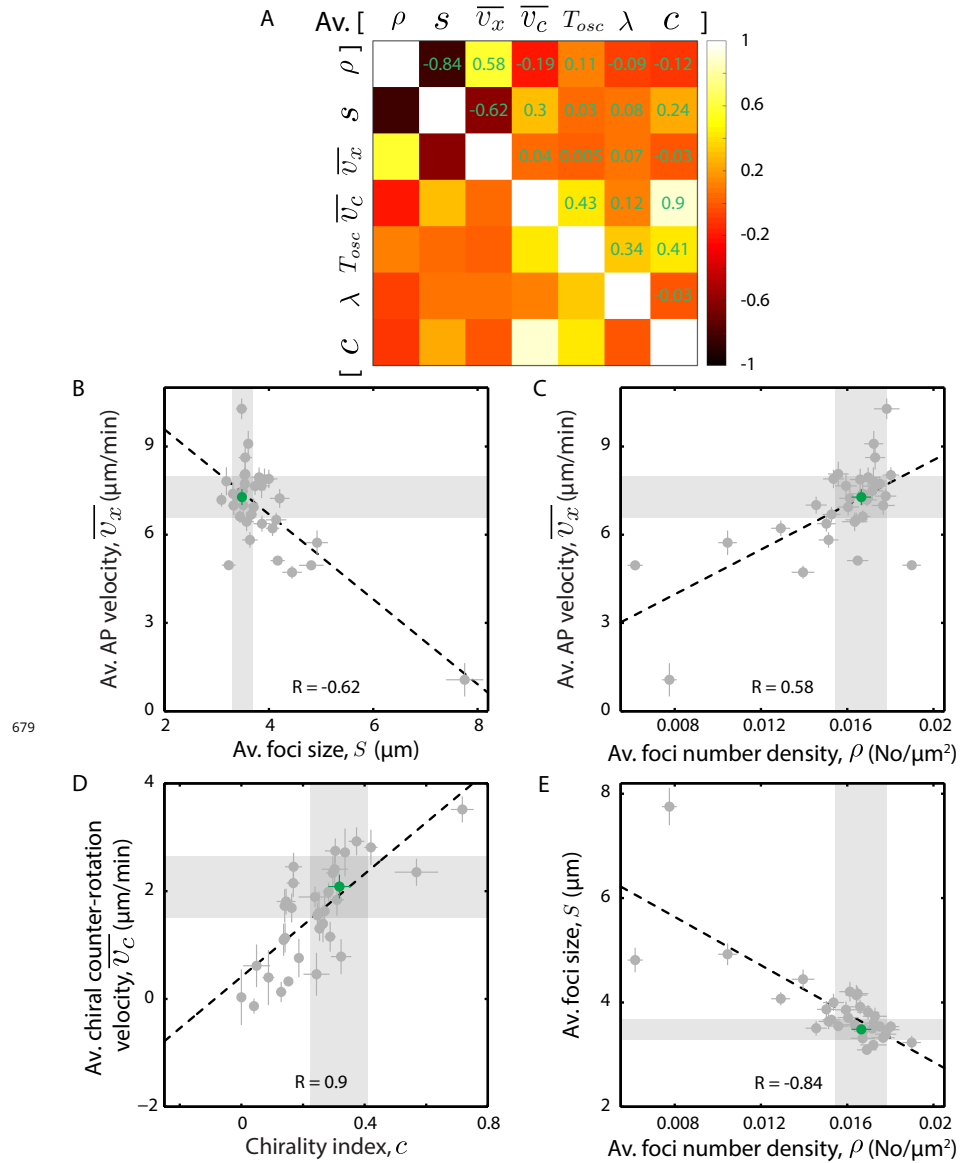 A Av. [ ρ s v̅x̅ v̅c̅ Tosc λ c ]
ρ ] -0.84 0.58 -0.19 0.11 -0.09 -0.12
s -0.62 0.3 0.03 0.08 0.24
v̅x̅ 0.04 0.005 0.07 -0.03
v̅c̅ 0.43 0.12 0.9
Tosc 0.34 0.41
λ -0.03
[ c
1
0.6
0.2
-0.2
-0.6
-1
B
Av. AP velocity, v̅x̅ (µm/min)
9
6
3
0
R = -0.62
2 4 6 8
Av. foci size, s (µm)
C
Av. AP velocity, v̅x̅ (µm/min)
9
6
3
0
R = 0.58
0.008 0.012 0.016 0.02
Av. foci number density, ρ (No/µm²)
679
D
Av. chiral counter-rotation
velocity, v̅c̅ (µm/min)
4
2
0
−2
R = 0.9
0 0.4 0.8
Chirality index, c
E
Av. foci size, s (µm)
8
6
4
2
R = -0.84
0.008 0.012 0.016 0.02
Av. foci number density, ρ (No/µm²)